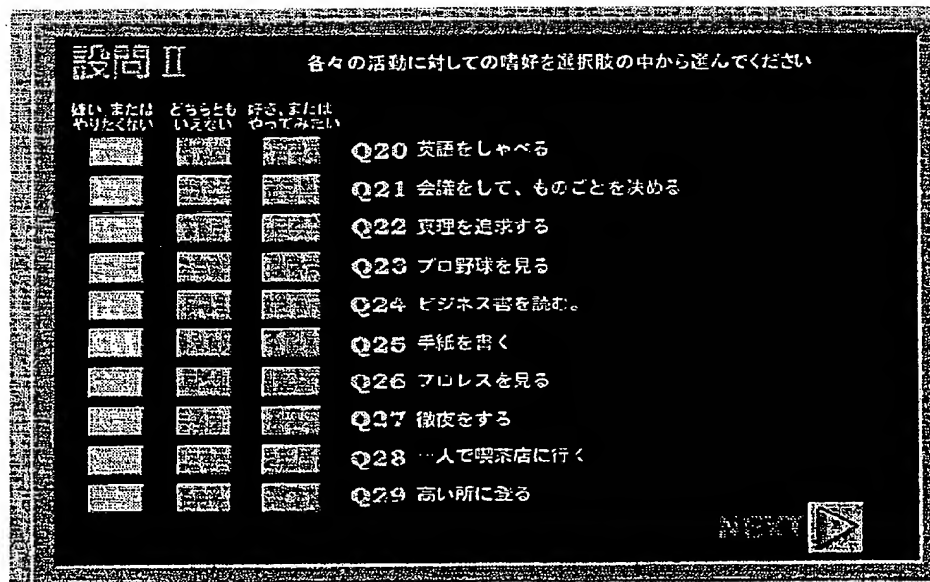 設問 II
各々の活動に対しての嗜好を選択肢の中から選んでください
嫌い、または
やりたくない
どちらとも
いえない
好き、または
やってみたい
Q20 英語をしゃべる
Q21 会議をして、ものごとを決める
Q22 真理を追求する
Q23 プロ野球を見る
Q24 ビジネス書を読む。
Q25 手紙を書く
Q26 プロレスを見る
Q27 徹夜をする
Q28 一人で喫茶店に行く
Q29 高い所に登る
NEXT